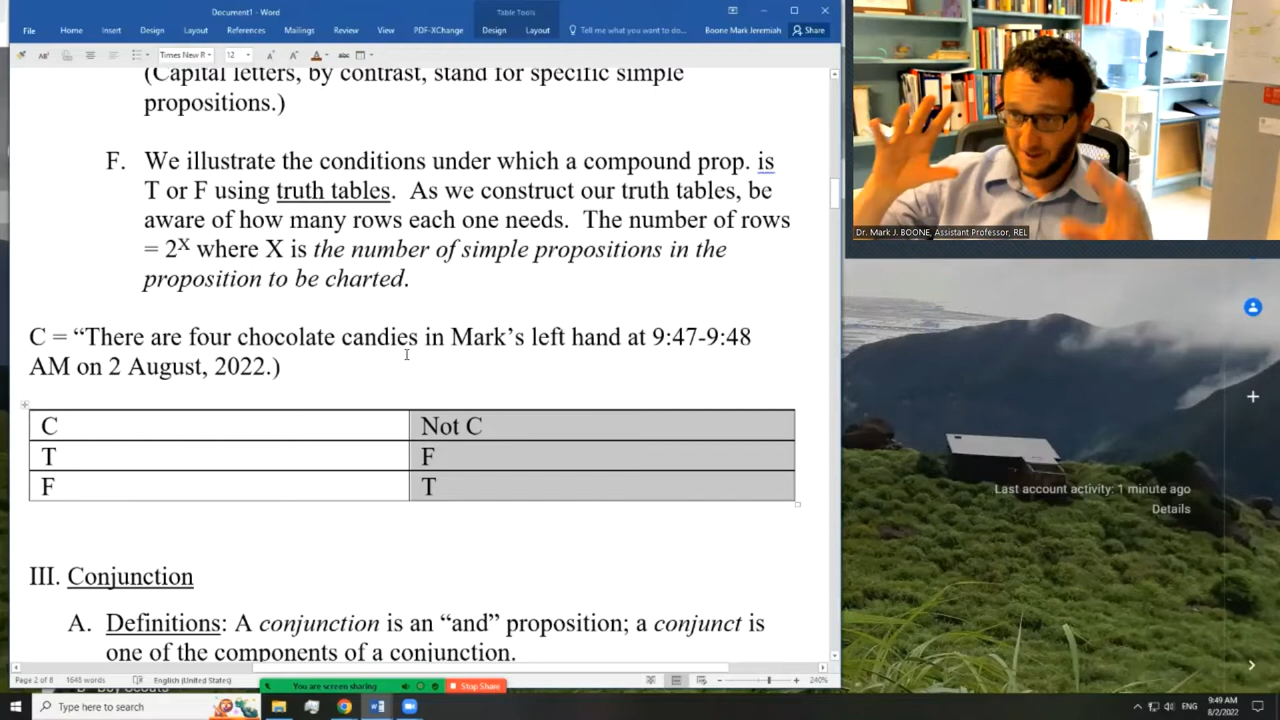 Document1 - Word
Table Tools
File
Home
Insert
Design
Layout
References
Mailings
Review
View
PDF-XChange
Design
Layout
Tell me what you want to do...
Boone Mark Jeremiah
Share
Times New R
12
(Capital letters, by contrast, stand for specific simple
propositions.)
F. We illustrate the conditions under which a compound prop. is
T or F using truth tables. As we construct our truth tables, be
aware of how many rows each one needs. The number of rows
= 2ˣ where X is the number of simple propositions in the
proposition to be charted.
C = “There are four chocolate candies in Mark’s left hand at 9:47-9:48
AM on 2 August, 2022.)
C Not C
T F
F T
III. Conjunction
A. Definitions: A conjunction is an “and” proposition; a conjunct is
one of the components of a conjunction.
Page 2 of 8
1648 words
English (United States)
240%
You are screen sharing
Stop Share
Type here to search
ENG
9:49 AM
8/2/2022
Dr. Mark J. BOONE, Assistant Professor, REL
Last account activity: 1 minute ago
Details